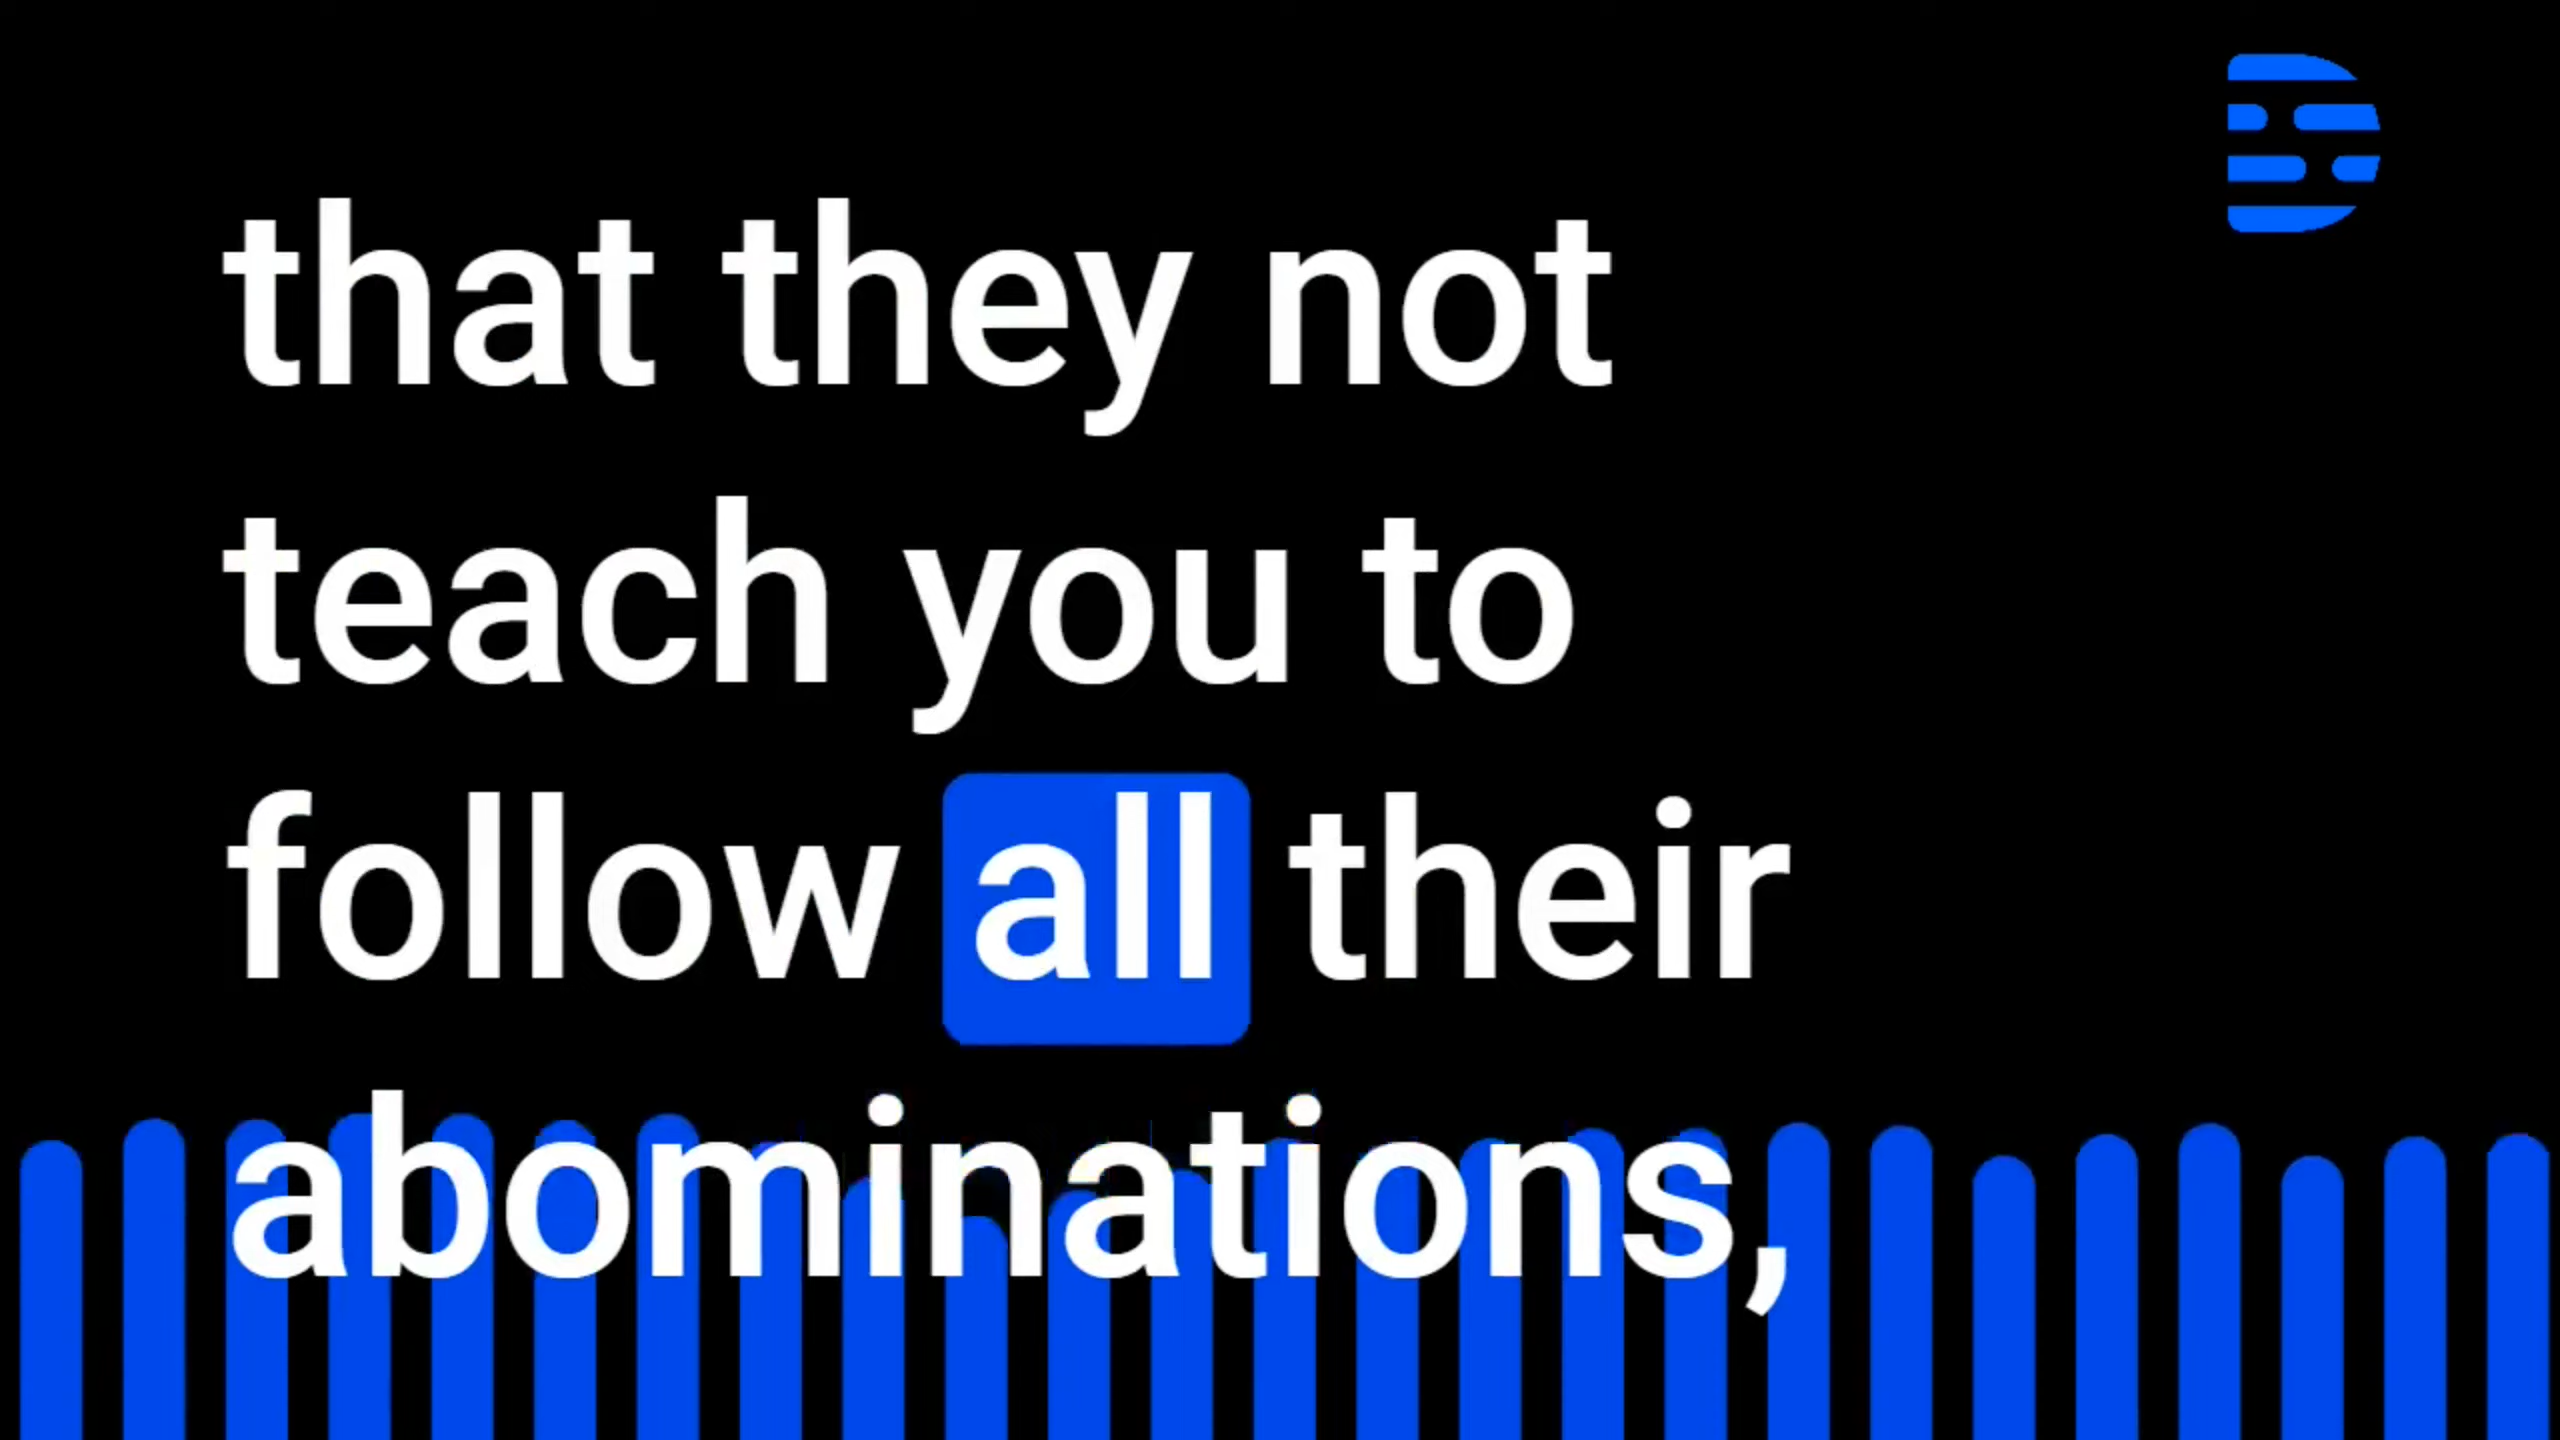 that they not
teach you to
follow all their
abominations,